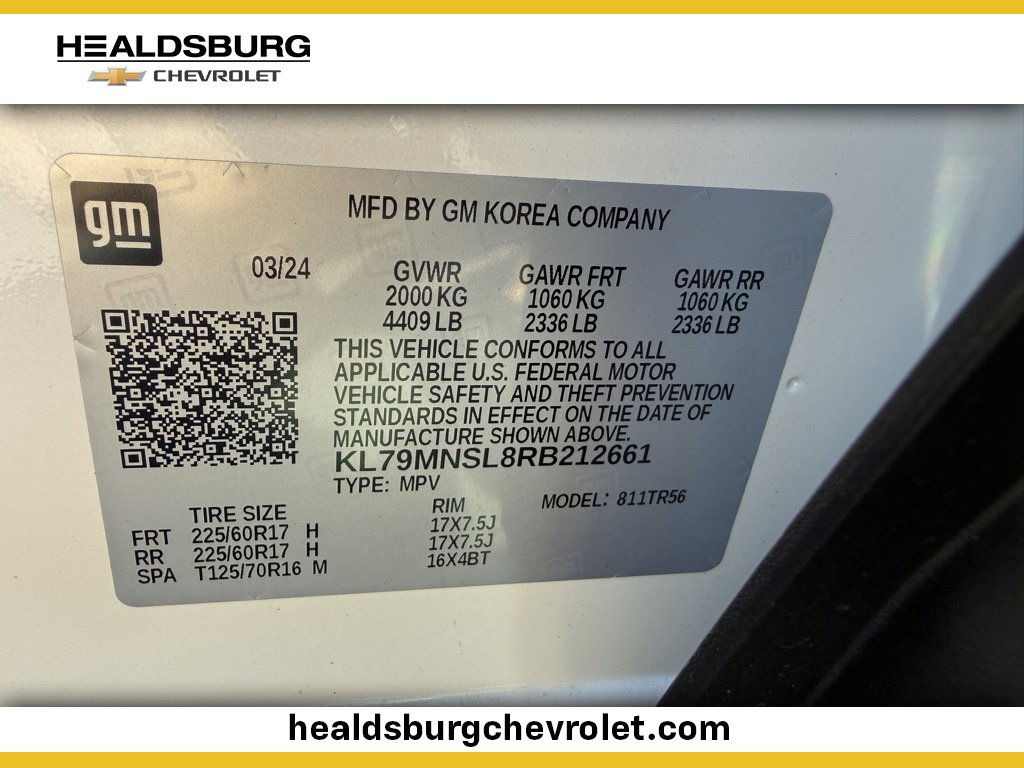 HEALDSBURG
CHEVROLET
gm
MFD BY GM KOREA COMPANY
03/24
GVWR GAWR FRT GAWR RR
2000 KG 1060 KG 1060 KG
4409 LB 2336 LB 2336 LB
THIS VEHICLE CONFORMS TO ALL
APPLICABLE U.S. FEDERAL MOTOR
VEHICLE SAFETY AND THEFT PREVENTION
STANDARDS IN EFFECT ON THE DATE OF
MANUFACTURE SHOWN ABOVE.
KL79MNSL8RB212661
TYPE: MPV MODEL: 811TR56
TIRE SIZE RIM
FRT 225/60R17 H 17X7.5J
RR 225/60R17 H 17X7.5J
SPA T125/70R16 M 16X4BT
healdsburgchevrolet.com